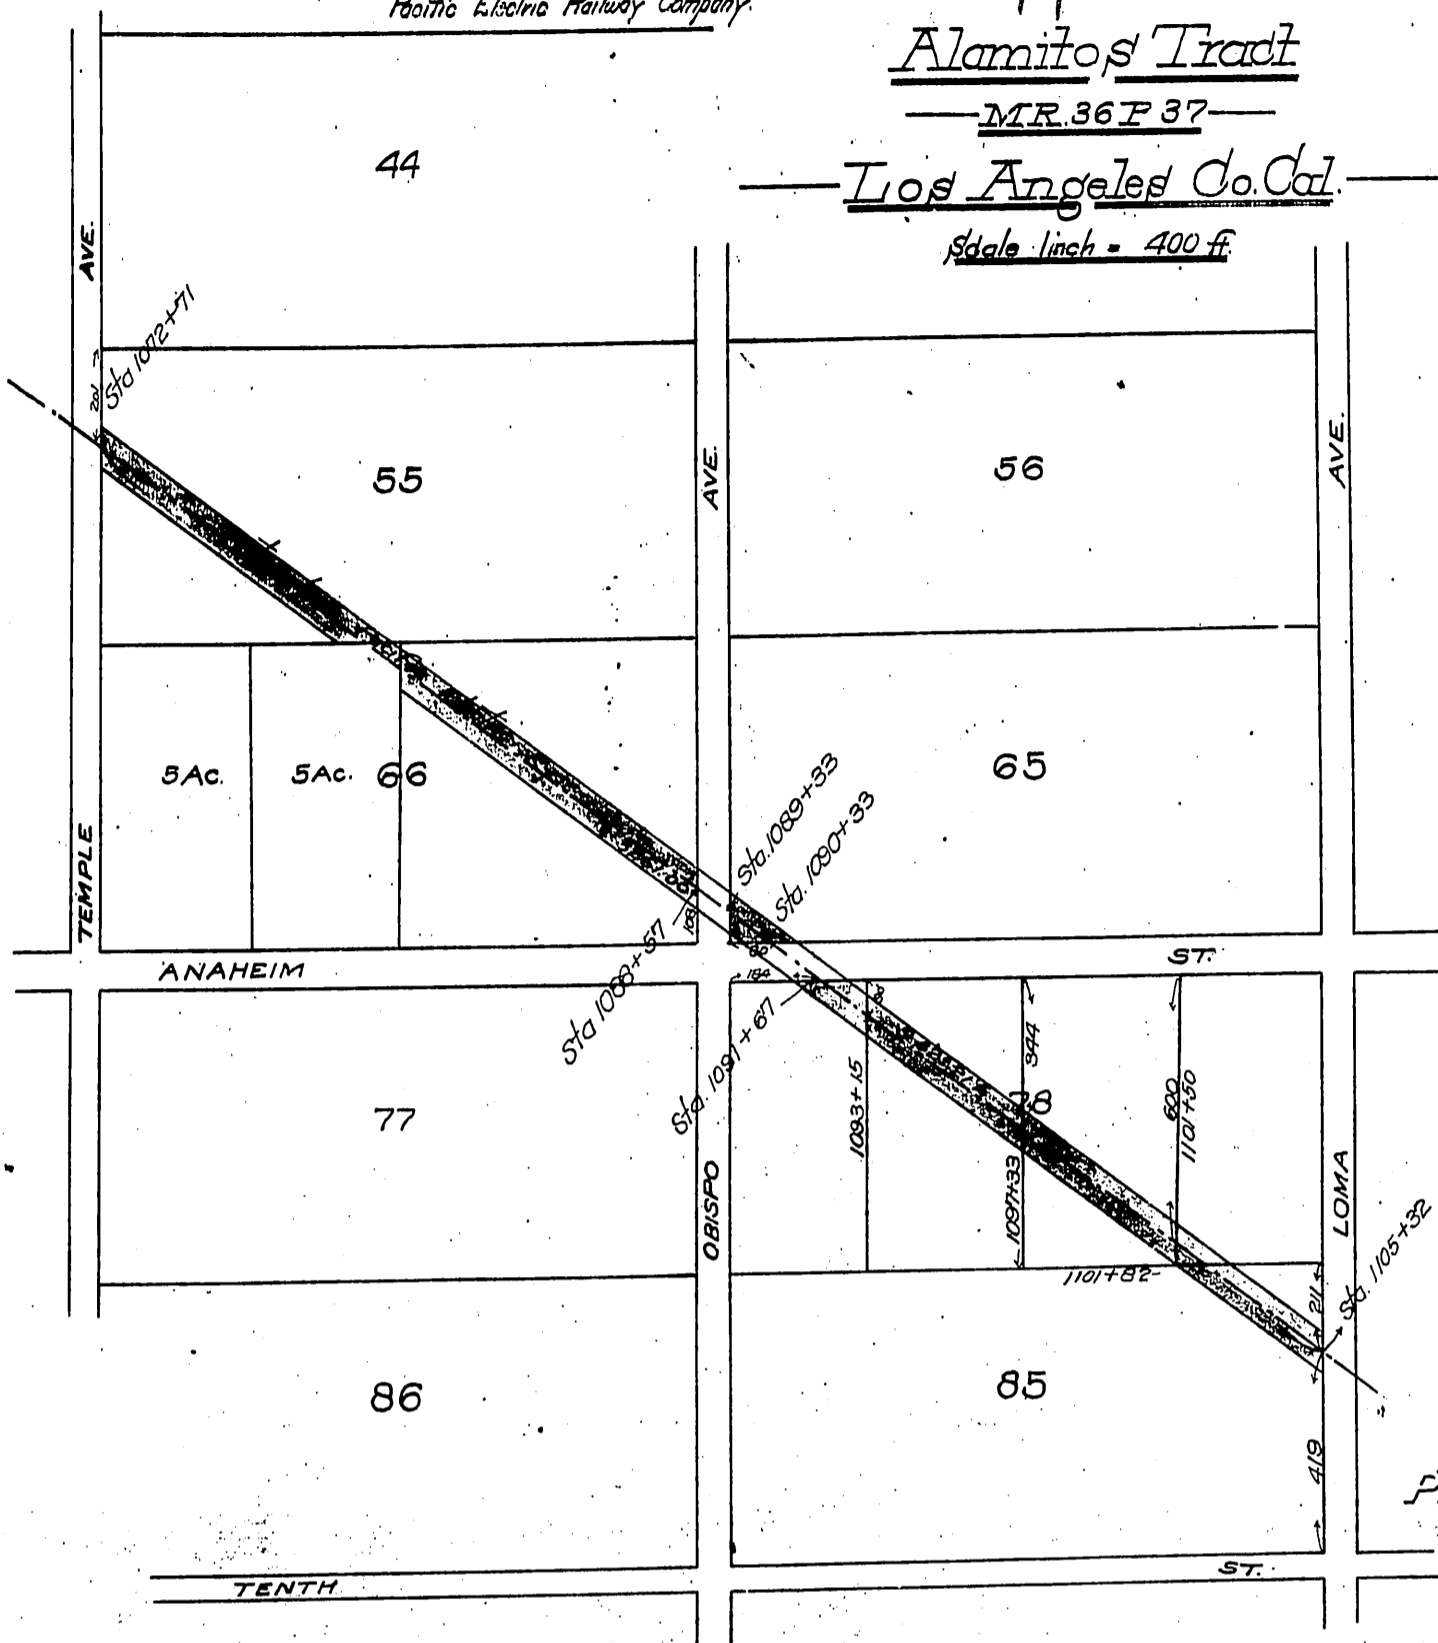 Pacific Electric Railway Company.
Alamitos Tract
M.R. 36 P 37
Los Angeles Co. Cal.
Scale 1 inch = 400 ft.
44
AVE.
201
Sta 1072+71
55
AVE.
56
AVE.
5Ac.
5Ac.
66
65
TEMPLE
Sta. 1089+33
Sta. 1090+33
108
Sta 1088+57
ANAHEIM
ST.
184
Sta. 1091+67
77
1093+15
344
1097+33
78
600
1101+50
OBISPO
LOMA
1101+82
211
Sta. 1105+32
86
85
419
TENTH
ST.